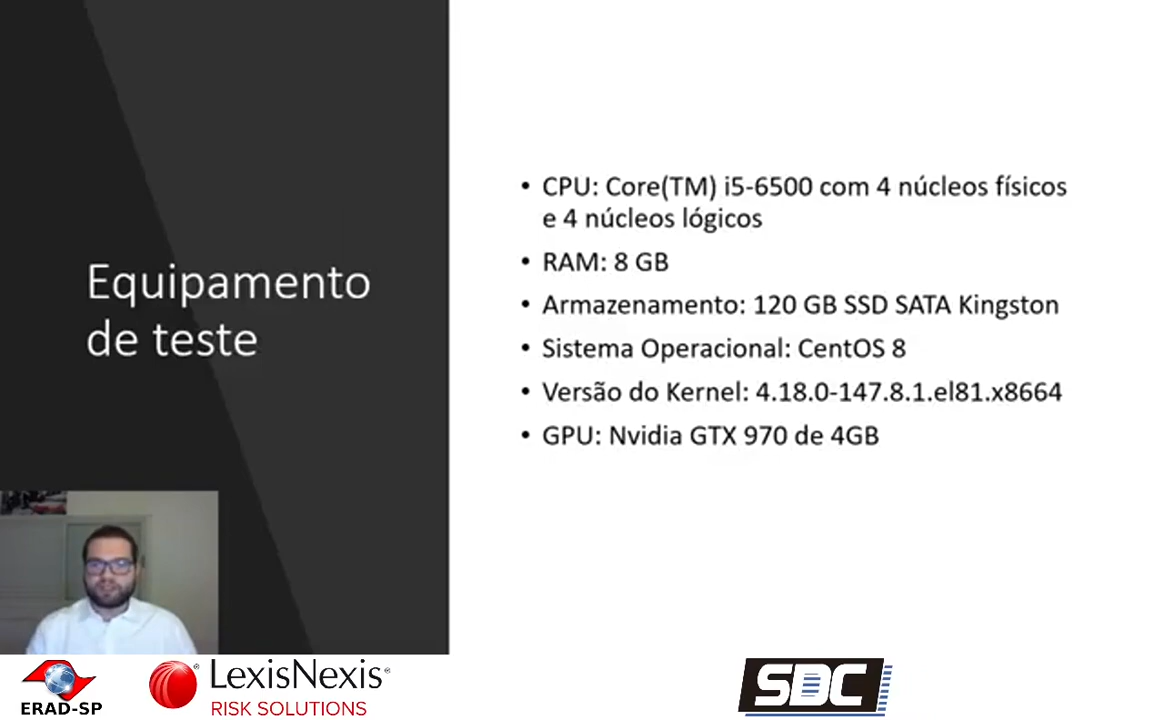 Equipamento
de teste
• CPU: Core(TM) i5-6500 com 4 núcleos físicos
e 4 núcleos lógicos
• RAM: 8 GB
• Armazenamento: 120 GB SSD SATA Kingston
• Sistema Operacional: CentOS 8
• Versão do Kernel: 4.18.0-147.8.1.el81.x8664
• GPU: Nvidia GTX 970 de 4GB
ERAD-SP
LexisNexis®
RISK SOLUTIONS
SDC